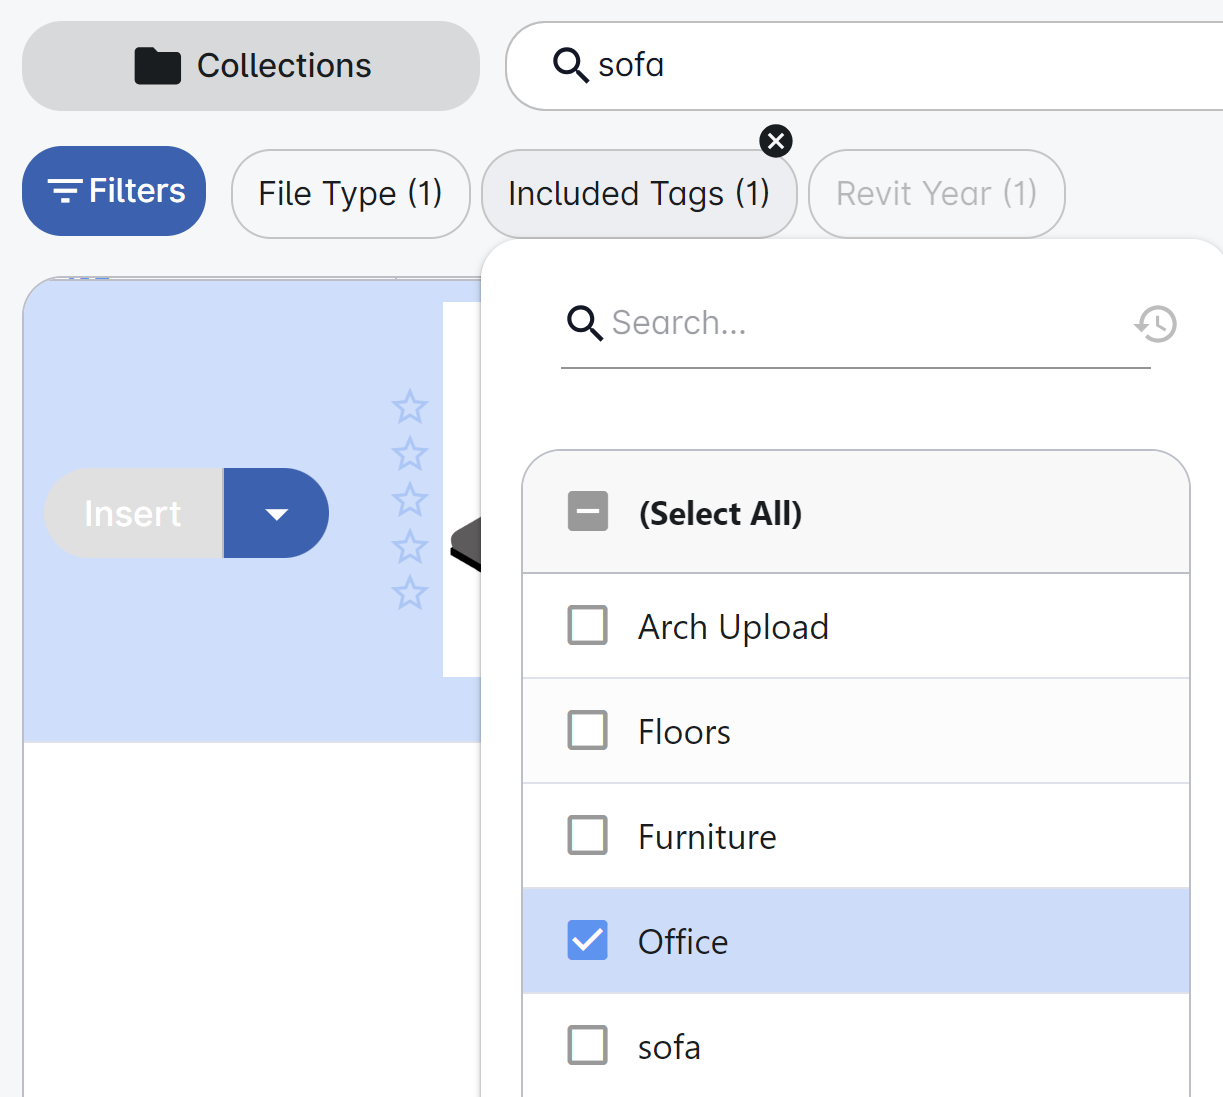 Collections
sofa
Filters
File Type (1)
Included Tags (1)
Revit Year (1)
Search...
Insert
(Select All)
Arch Upload
Floors
Furniture
Office
sofa